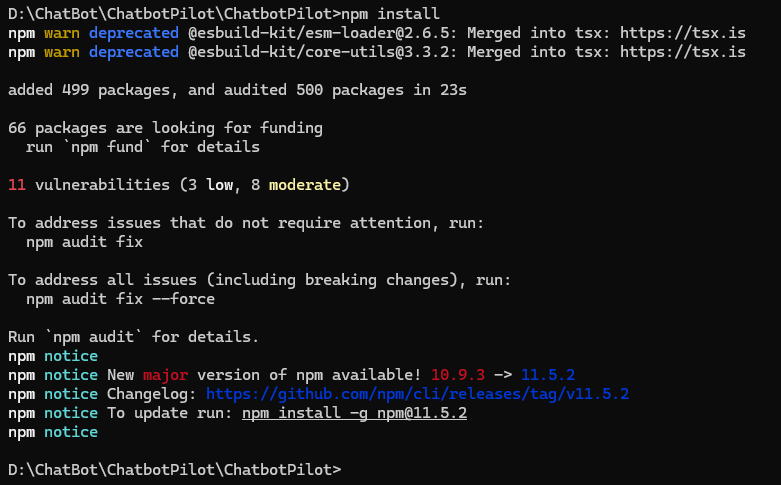 D:\ChatBot\ChatbotPilot\ChatbotPilot>npm install
npm warn deprecated @esbuild-kit/esm-loader@2.6.5: Merged into tsx: https://tsx.is
npm warn deprecated @esbuild-kit/core-utils@3.3.2: Merged into tsx: https://tsx.is
added 499 packages, and audited 500 packages in 23s
66 packages are looking for funding
run `npm fund` for details
11 vulnerabilities (3 low, 8 moderate)
To address issues that do not require attention, run:
npm audit fix
To address all issues (including breaking changes), run:
npm audit fix --force
Run `npm audit` for details.
npm notice
npm notice New major version of npm available! 10.9.3 -> 11.5.2
npm notice Changelog: https://github.com/npm/cli/releases/tag/v11.5.2
npm notice To update run: npm install -g npm@11.5.2
npm notice
D:\ChatBot\ChatbotPilot\ChatbotPilot>